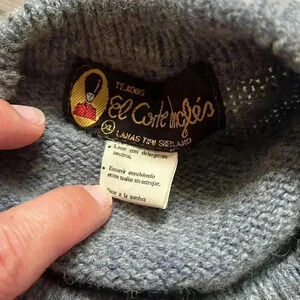 TEJIDOS
El Corte Inglés
XL
LANAS TIPO SHETLAND
- Lavar con detergentes
neutros.
- Escurrir envolviendo
entre toallas sin estrujar.
a la sombra